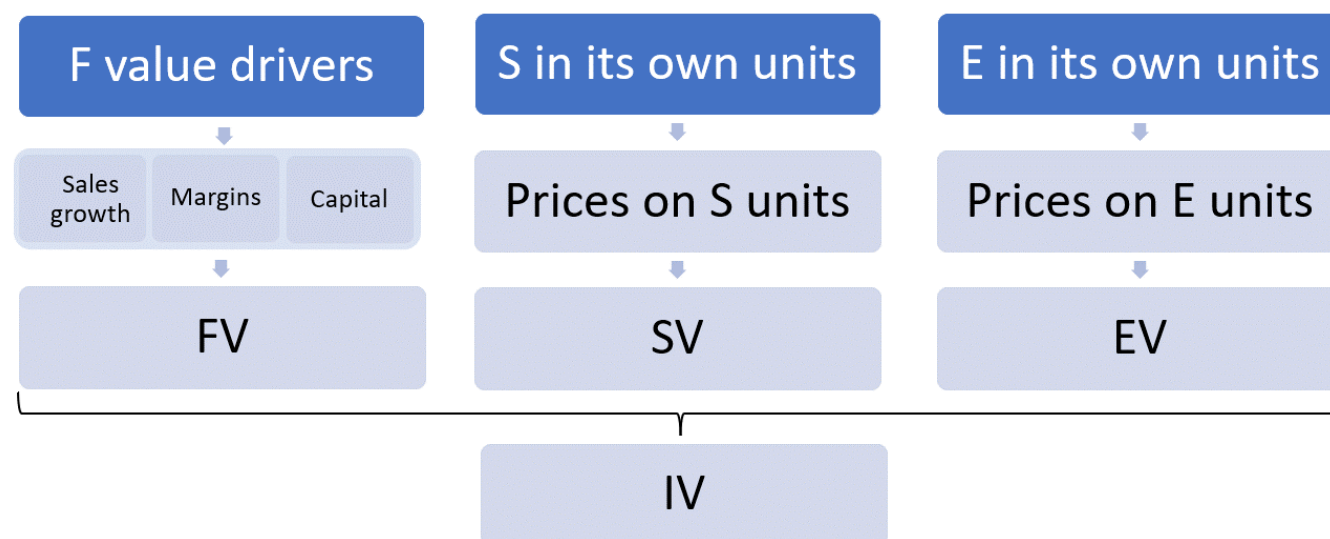 F value drivers
S in its own units
E in its own units
Sales
growth
Margins
Capital
Prices on S units
Prices on E units
FV
SV
EV
IV